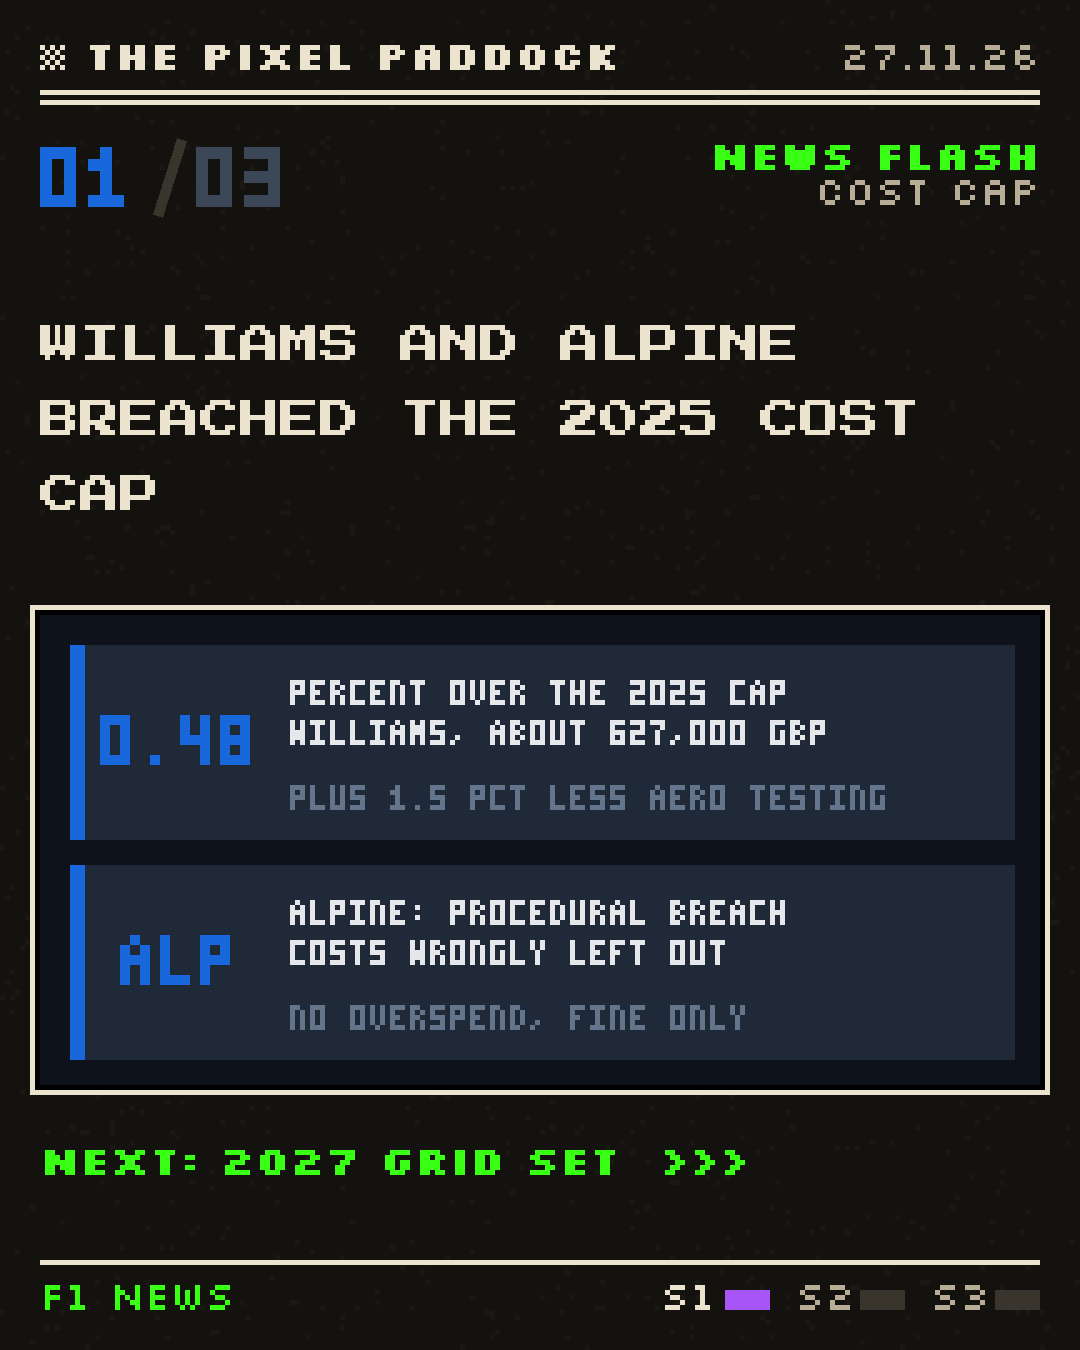 THE PIXEL PADDOCK
27.11.26
01 /03
NEWS FLASH
COST CAP
WILLIAMS AND ALPINE
BREACHED THE 2025 COST
CAP
0.48
PERCENT OVER THE 2025 CAP
WILLIAMS, ABOUT 627,000 GBP
PLUS 1.5 PCT LESS AERO TESTING
ALP
ALPINE: PROCEDURAL BREACH
COSTS WRONGLY LEFT OUT
NO OVERSPEND, FINE ONLY
NEXT: 2027 GRID SET >>>
F1 NEWS
S1 S2 S3